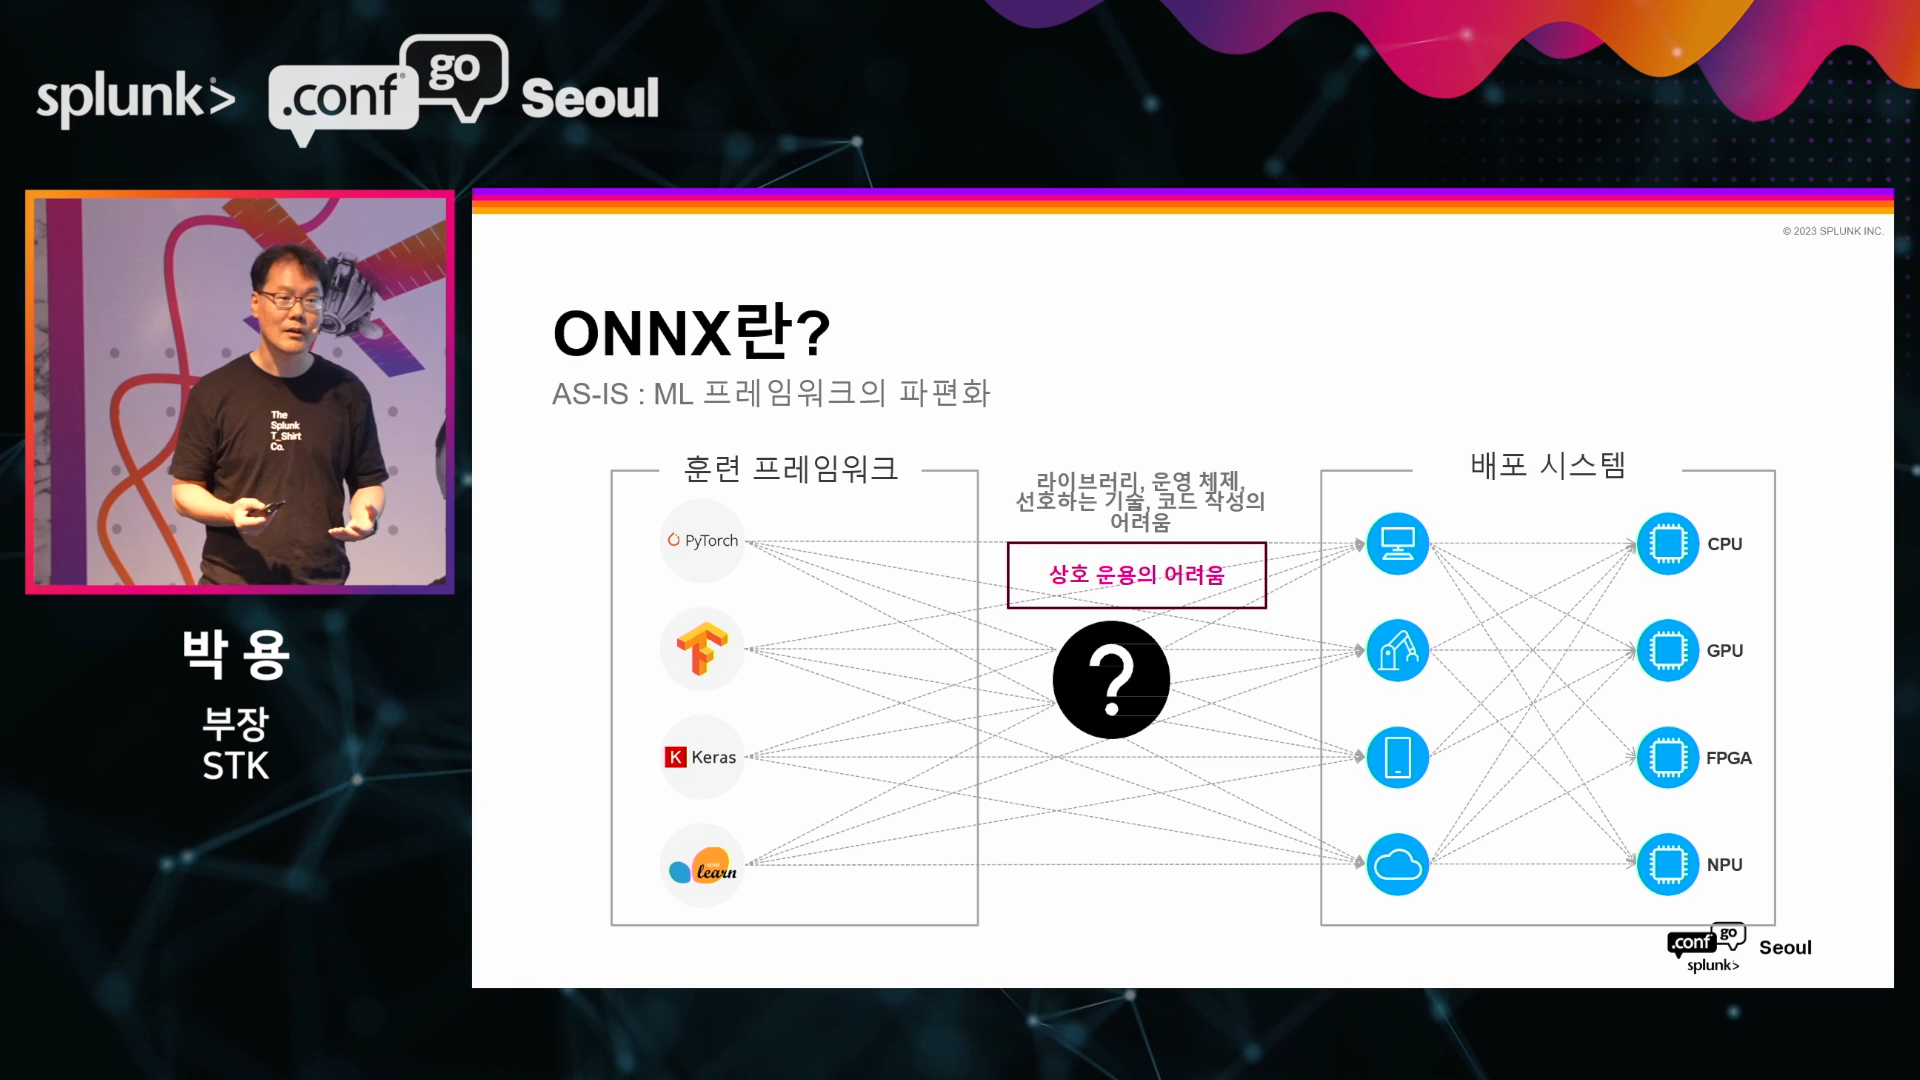 splunk> .conf go Seoul
© 2023 SPLUNK INC.
The
Splunk
T_Shirt
Co.
박 용
부장
STK
ONNX란?
AS-IS : ML 프레임워크의 파편화
훈련 프레임워크
PyTorch
K Keras
learn
라이브러리, 운영 체제,
선호하는 기술, 코드 작성의
어려움
상호 운용의 어려움
?
배포 시스템
CPU
GPU
FPGA
NPU
.conf go Seoul
splunk>